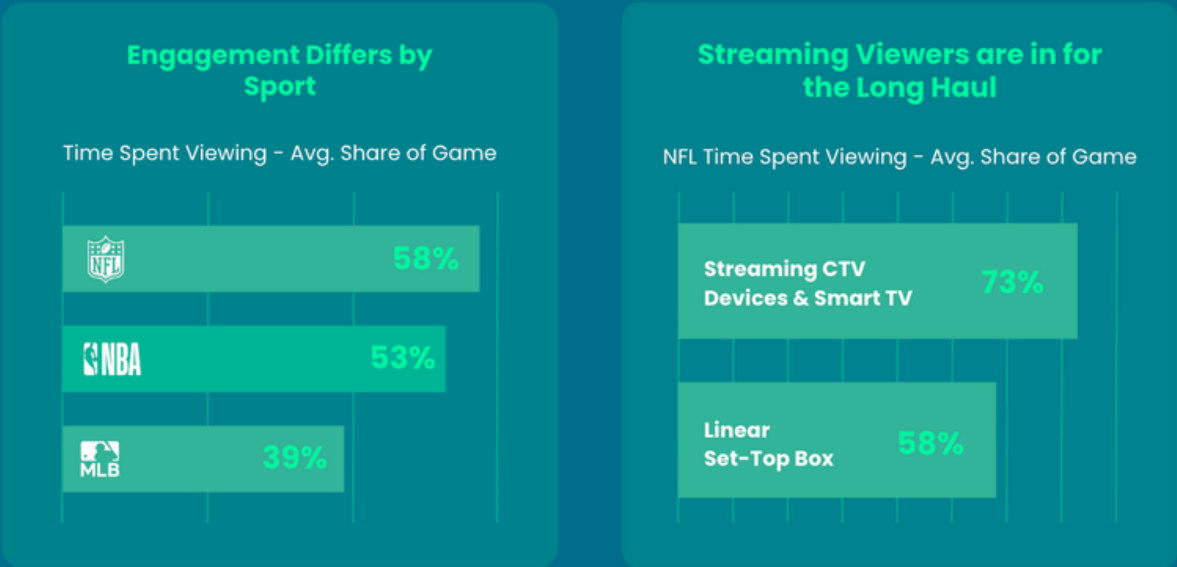 Engagement Differs by
Sport
Time Spent Viewing - Avg. Share of Game
NFL
58%
NBA
53%
MLB
39%
Streaming Viewers are in for
the Long Haul
NFL Time Spent Viewing - Avg. Share of Game
Streaming CTV
Devices & Smart TV
73%
Linear
Set-Top Box
58%